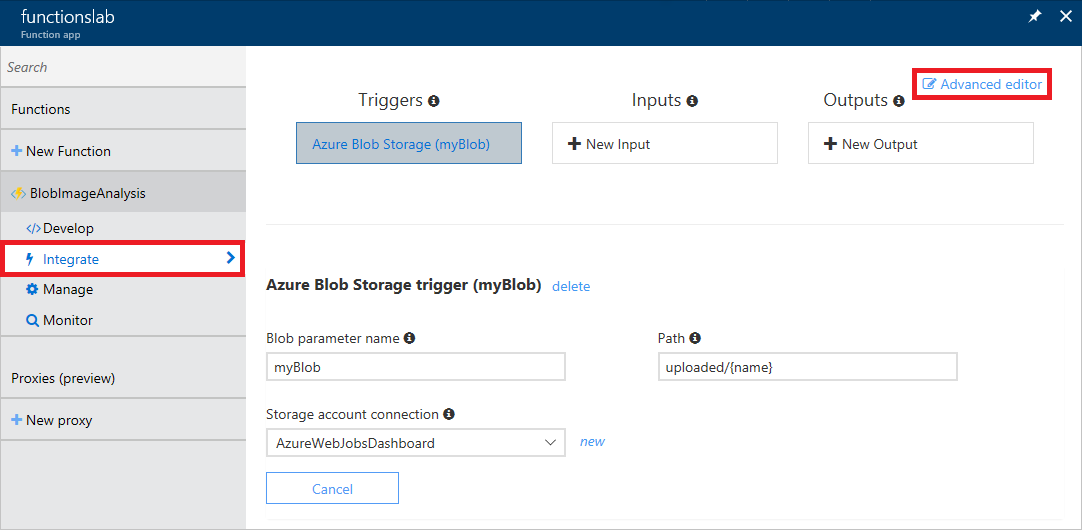 functionslab
Function app
Search
Functions
New Function
BlobImageAnalysis
Develop
Integrate
Manage
Monitor
Proxies (preview)
New proxy
Advanced editor
Triggers Inputs Outputs
Azure Blob Storage (myBlob) New Input New Output
Azure Blob Storage trigger (myBlob) delete
Blob parameter name Path
myBlob uploaded/{name}
Storage account connection
AzureWebJobsDashboard new
Cancel